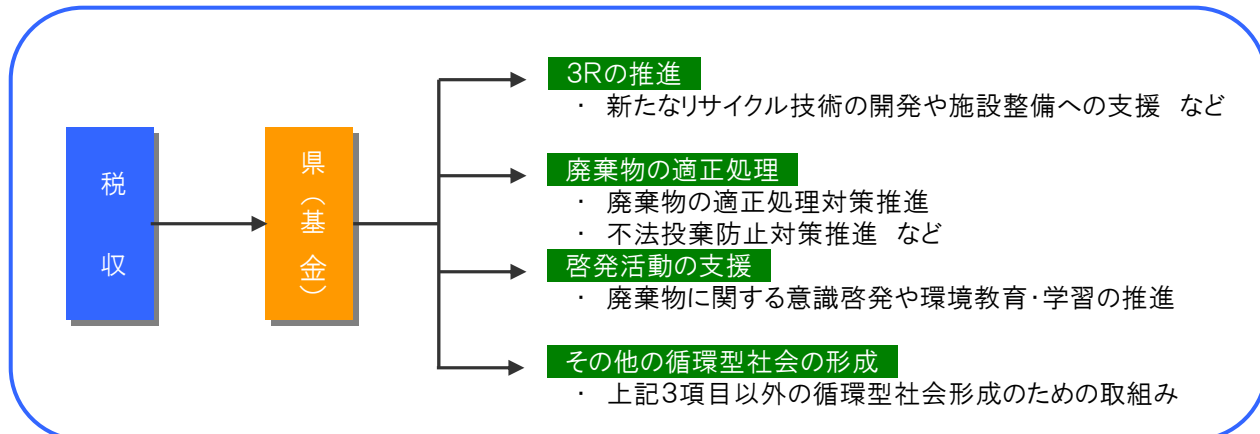 税収
県（基金）
3Rの推進
・ 新たなリサイクル技術の開発や施設整備への支援 など
廃棄物の適正処理
・ 廃棄物の適正処理対策推進
・ 不法投棄防止対策推進 など
啓発活動の支援
・ 廃棄物に関する意識啓発や環境教育・学習の推進
その他の循環型社会の形成
・ 上記３項目以外の循環型社会形成のための取組み